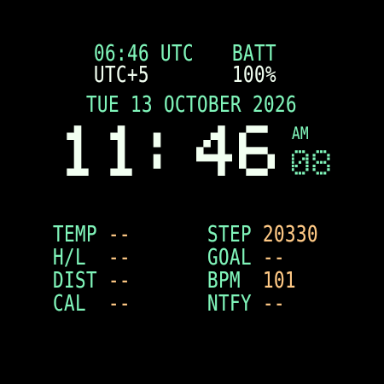 06:46 UTC BATT
UTC+5 100%
TUE 13 OCTOBER 2026
11:46 AM 08
TEMP -- STEP 20330
H/L -- GOAL --
DIST -- BPM 101
CAL -- NTFY --